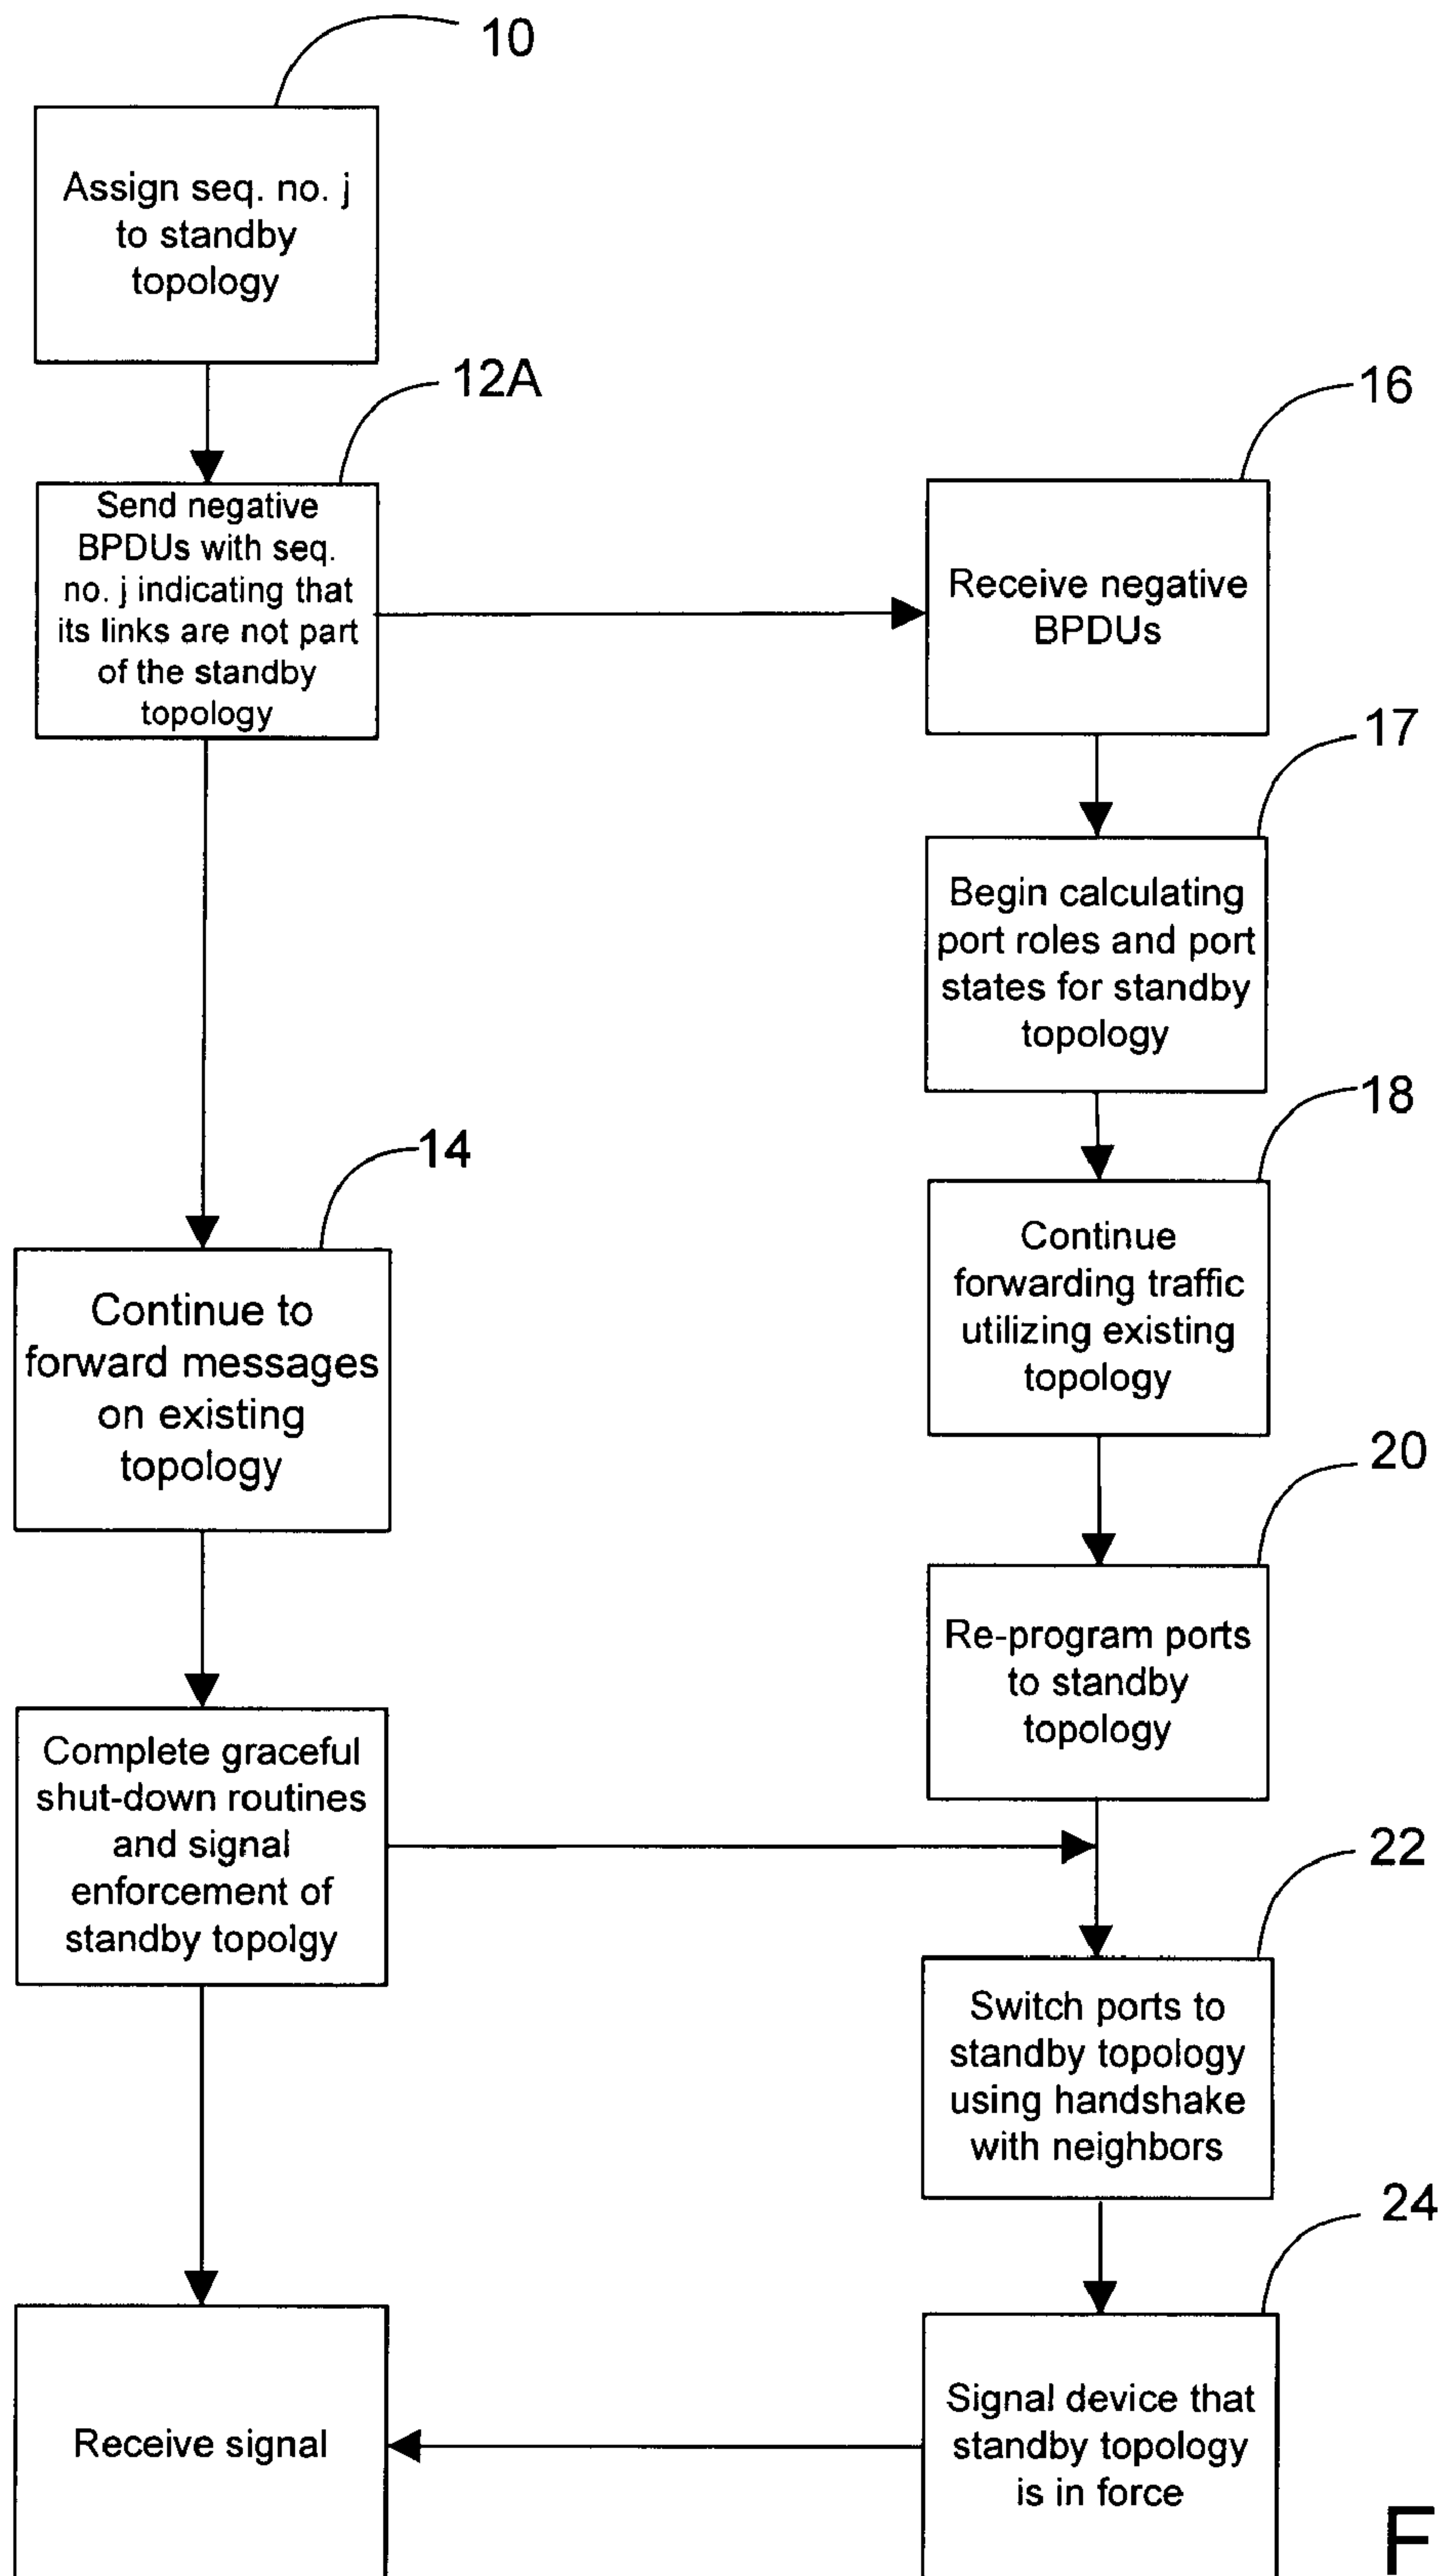 10
Assign seq. no. j
to standby
topology
12A
Send negative
BPDUs with seq.
no. j indicating that
its links are not part
of the standby
topology
16
Receive negative
BPDUs
17
Begin calculating
port roles and port
states for standby
topology
14
Continue to
forward messages
on existing
topology
18
Continue
forwarding traffic
utilizing existing
topology
20
Re-program ports
to standby
topology
Complete graceful
shut-down routines
and signal
enforcement of
standby topolgy
22
Switch ports to
standby topology
using handshake
with neighbors
24
Receive signal
Signal device that
standby topology
is in force
F